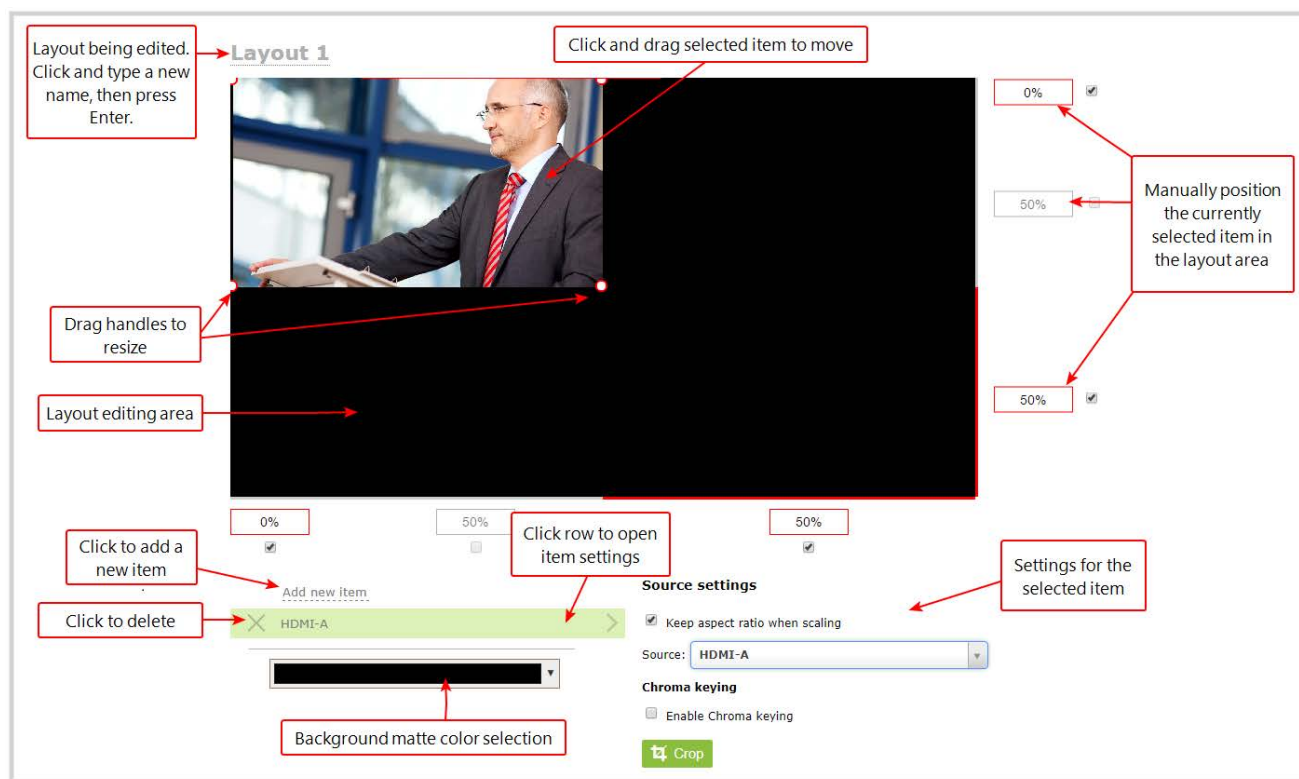 Layout being edited.
Click and type a new
name, then press
Enter.
Layout 1
Click and drag selected item to move
0%
50%
Manually position
the currently
selected item in
the layout area
50%
Drag handles to
resize
Layout editing area
0%
50%
50%
Click to add a
new item
.
Click row to open
item settings
Settings for the
selected item
Add new item
Source settings
Click to delete
HDMI-A
Keep aspect ratio when scaling
Source:
HDMI-A
Chroma keying
Enable Chroma keying
Background matte color selection
Crop